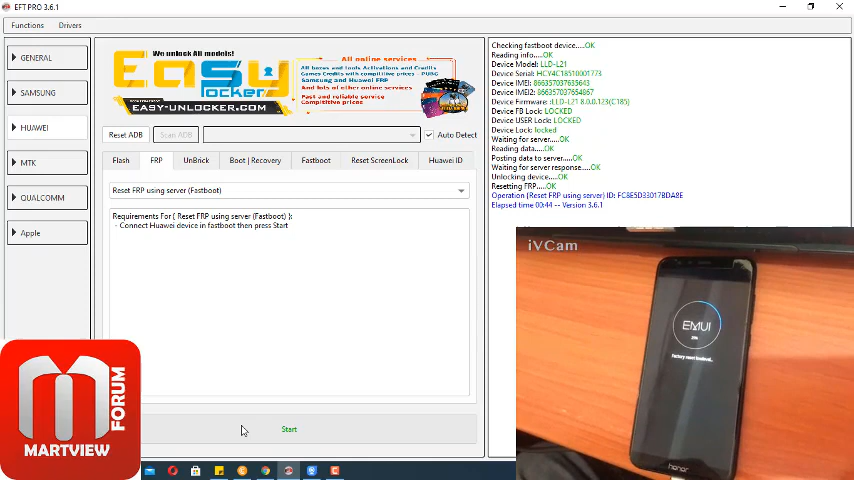 EFT PRO 3.6.1
Functions
Drivers
GENERAL
SAMSUNG
HUAWEI
MTK
QUALCOMM
Apple
We unlock All models!
Easy
locker
EASY-UNLOCKER.COM
All online services
All boxes and tools Activations and Credits
Games Credits with competitive prices - PUBG
Samsung and Huawei FRP
And lots of other online services
Fast and reliable service
Competitive prices
Reset ADB
Scan ADB
Auto Detect
Flash
FRP
UnBrick
Boot | Recovery
Fastboot
Reset ScreenLock
Huawei ID
Reset FRP using server (Fastboot)
Requirements For ( Reset FRP using server (Fastboot) ):
- Connect Huawei device in fastboot then press Start
Start
Checking fastboot device.....OK
Reading info.....OK
Device Model: LLD-L21
Device Serial: HCY4C18510001773
Device IMEI: 866357037635643
Device IMEI2: 866357037654867
Device Firmware: :LLD-L21 8.0.0.123(C185)
Device FB Lock: LOCKED
Device USER Lock: LOCKED
Device Lock: locked
Waiting for server.....OK
Reading data.....OK
Posting data to server.....OK
Waiting for server response.....OK
Unlocking device.....OK
Resetting FRP.....OK
Operation (Reset FRP using server) ID: FC8E5D33017BDA8E
Elapsed time 00:44 -- Version 3.6.1
iVCam
EMUI
honor
MARTVIEW
FORUM